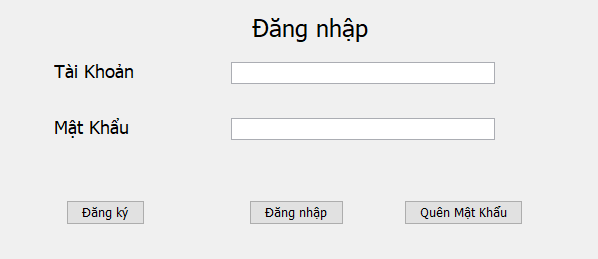 Đăng nhập
Tài Khoản
Mật Khẩu
Đăng ký Đăng nhập Quên Mật Khẩu